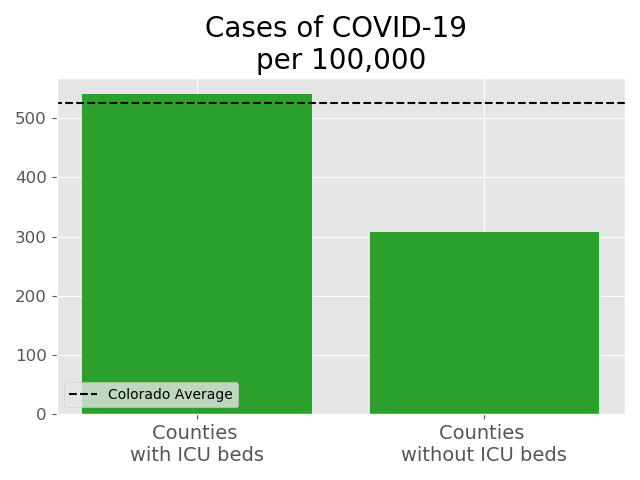 Cases of COVID-19
per 100,000
500
400
300
200
100
0
Colorado Average
Counties
with ICU beds
Counties
without ICU beds